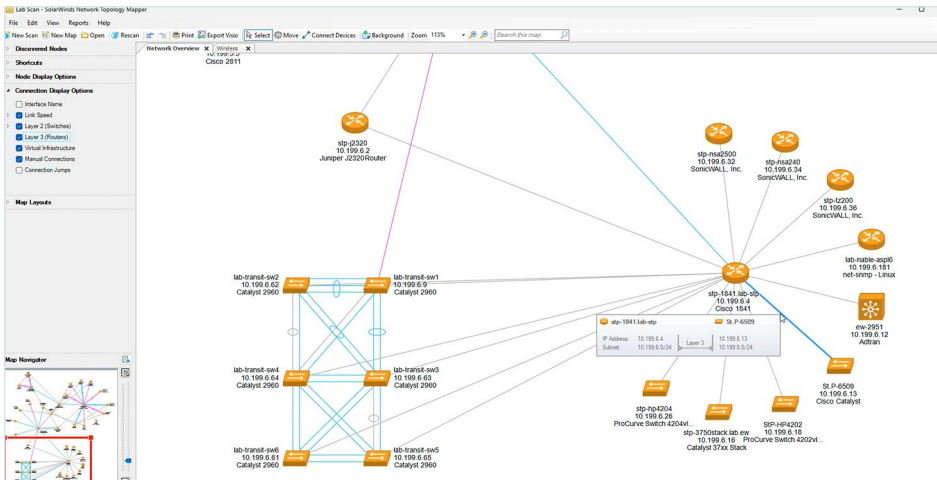 Lab Scan - SolarWinds Network Topology Mapper
File Edit View Reports Help
New Scan New Map Open Rescan Print Export Visio Select Move Connect Devices Background Zoom 113% Search this map
Discovered Nodes
Shortcuts
Node Display Options
Connection Display Options
Interface Name
Link Speed
Layer 2 (Switches)
Layer 3 (Routers)
Virtual Infrastructure
Manual Connections
Connection Jumps
Map Layouts
Map Navigator
Network Overview Wireless
10.199.5.5
Cisco 2811
stp-j2320
10.199.6.2
Juniper J2320Router
stp-nsa2500
10.199.6.32
SonicWALL, Inc.
stp-nsa240
10.199.6.34
SonicWALL, Inc.
stp-tz200
10.199.6.36
SonicWALL, Inc.
lab-nable-aspl6
10.199.6.181
net-snmp - Linux
lab-transit-sw2
10.199.6.62
Catalyst 2960
lab-transit-sw1
10.199.6.9
Catalyst 2960
stp-1841.lab-stp
10.199.6.4
Cisco 1841
ew-2951
10.199.6.12
Adtran
stp-1841.lab-stp St.P-6509
IP Address: 10.199.6.4 Layer 3 10.199.6.13
Subnet: 10.199.6.0/24 10.199.6.0/24
lab-transit-sw4
10.199.6.64
Catalyst 2960
lab-transit-sw3
10.199.6.63
Catalyst 2960
St.P-6509
10.199.6.13
Cisco Catalyst
stp-hp4204
10.199.6.26
ProCurve Switch 4204vl...
stp-3750stack.lab.ew
10.199.6.16
Catalyst 37xx Stack
StP-HP4202
10.199.6.18
ProCurve Switch 4202vl...
lab-transit-sw6
10.199.6.61
Catalyst 2960
lab-transit-sw5
10.199.6.65
Catalyst 2960